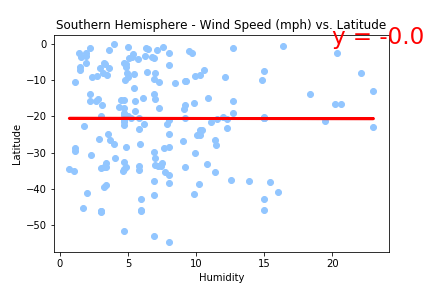 Southern Hemisphere - Wind Speed (mph) vs. Latitude
y = -0.0
0
−10
−20
−30
−40
−50
Latitude
0 5 10 15 20
Humidity